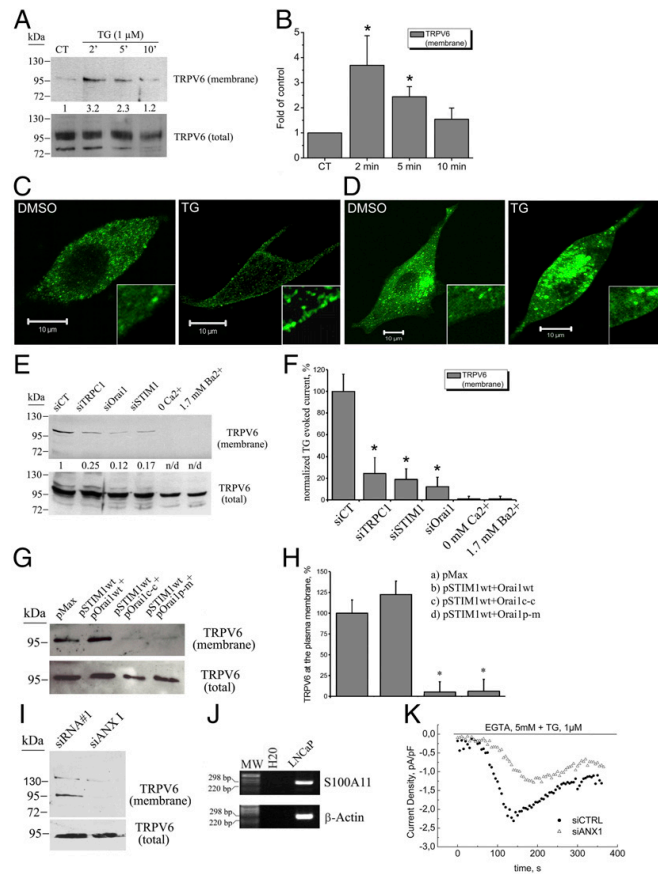 A
kDa
TG (1 µM)
CT 2' 5' 10'
130
95
72
TRPV6 (membrane)
1 3.2 2.3 1.2
130
95
72
TRPV6 (total)
B
Fold of control
5
4
3
2
1
0
*
*
TRPV6
(membrane)
CT 2 min 5 min 10 min
C
DMSO
10 µm
TG
10 µm
D
DMSO
10 µm
TG
10 µm
E
kDa
siCT
siTRPC1
siOrai1
siSTIM1
0 Ca2+
1.7 mM Ba2+
130
95
72
TRPV6
(membrane)
1 0.25 0.12 0.17 n/d n/d
130
95
72
TRPV6
(total)
F
normalized TG evoked current, %
120
100
80
60
40
20
0
*
*
*
TRPV6
(membrane)
siCT
siTRPC1
siSTIM1
siOrai1
0 mM Ca2+
1.7 mM Ba2+
G
kDa
pMax
pSTIM1wt
pOrai1wt+
pSTIM1wt
pOrai1c-c+
pSTIM1wt
pOrai1p-m+
95
TRPV6
(membrane)
95
TRPV6
(total)
H
TRPV6 at the plasma membrane, %
150
125
100
75
50
25
0
a) pMax
b) pSTIM1wt+Orai1wt
c) pSTIM1wt+Orai1c-c
d) pSTIM1wt+Orai1p-m
*
*
I
kDa
siRNA#1
siANX I
130
95
72
TRPV6
(membrane)
95
TRPV6
(total)
J
MW
H20
LNCaP
298 bp
220 bp
S100A11
298 bp
220 bp
β-Actin
K
EGTA, 5mM + TG, 1µM
Current Density, pA/pF
0,0
-0,5
-1,0
-1,5
-2,0
-2,5
-3,0
siCTRL
siANX1
0 100 200 300 400
time, s